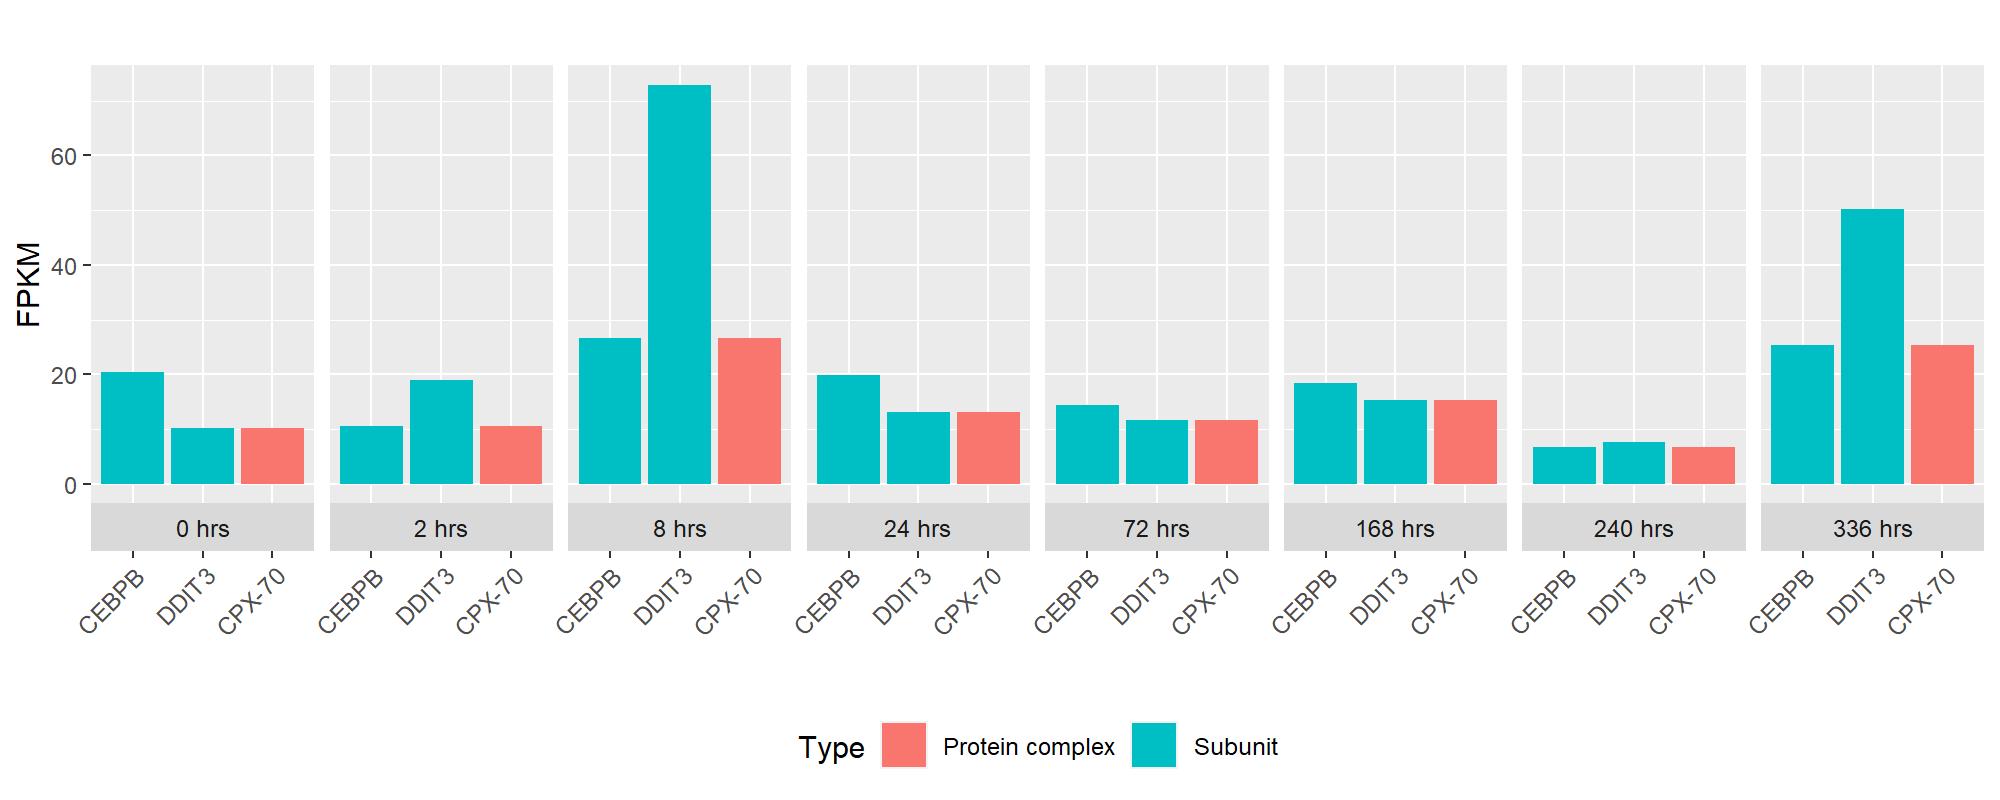 FPKM
60
40
20
0
0 hrs 2 hrs 8 hrs 24 hrs 72 hrs 168 hrs 240 hrs 336 hrs
CEBPB DDIT3 CPX-70 CEBPB DDIT3 CPX-70 CEBPB DDIT3 CPX-70 CEBPB DDIT3 CPX-70 CEBPB DDIT3 CPX-70 CEBPB DDIT3 CPX-70 CEBPB DDIT3 CPX-70 CEBPB DDIT3 CPX-70
Type Protein complex Subunit